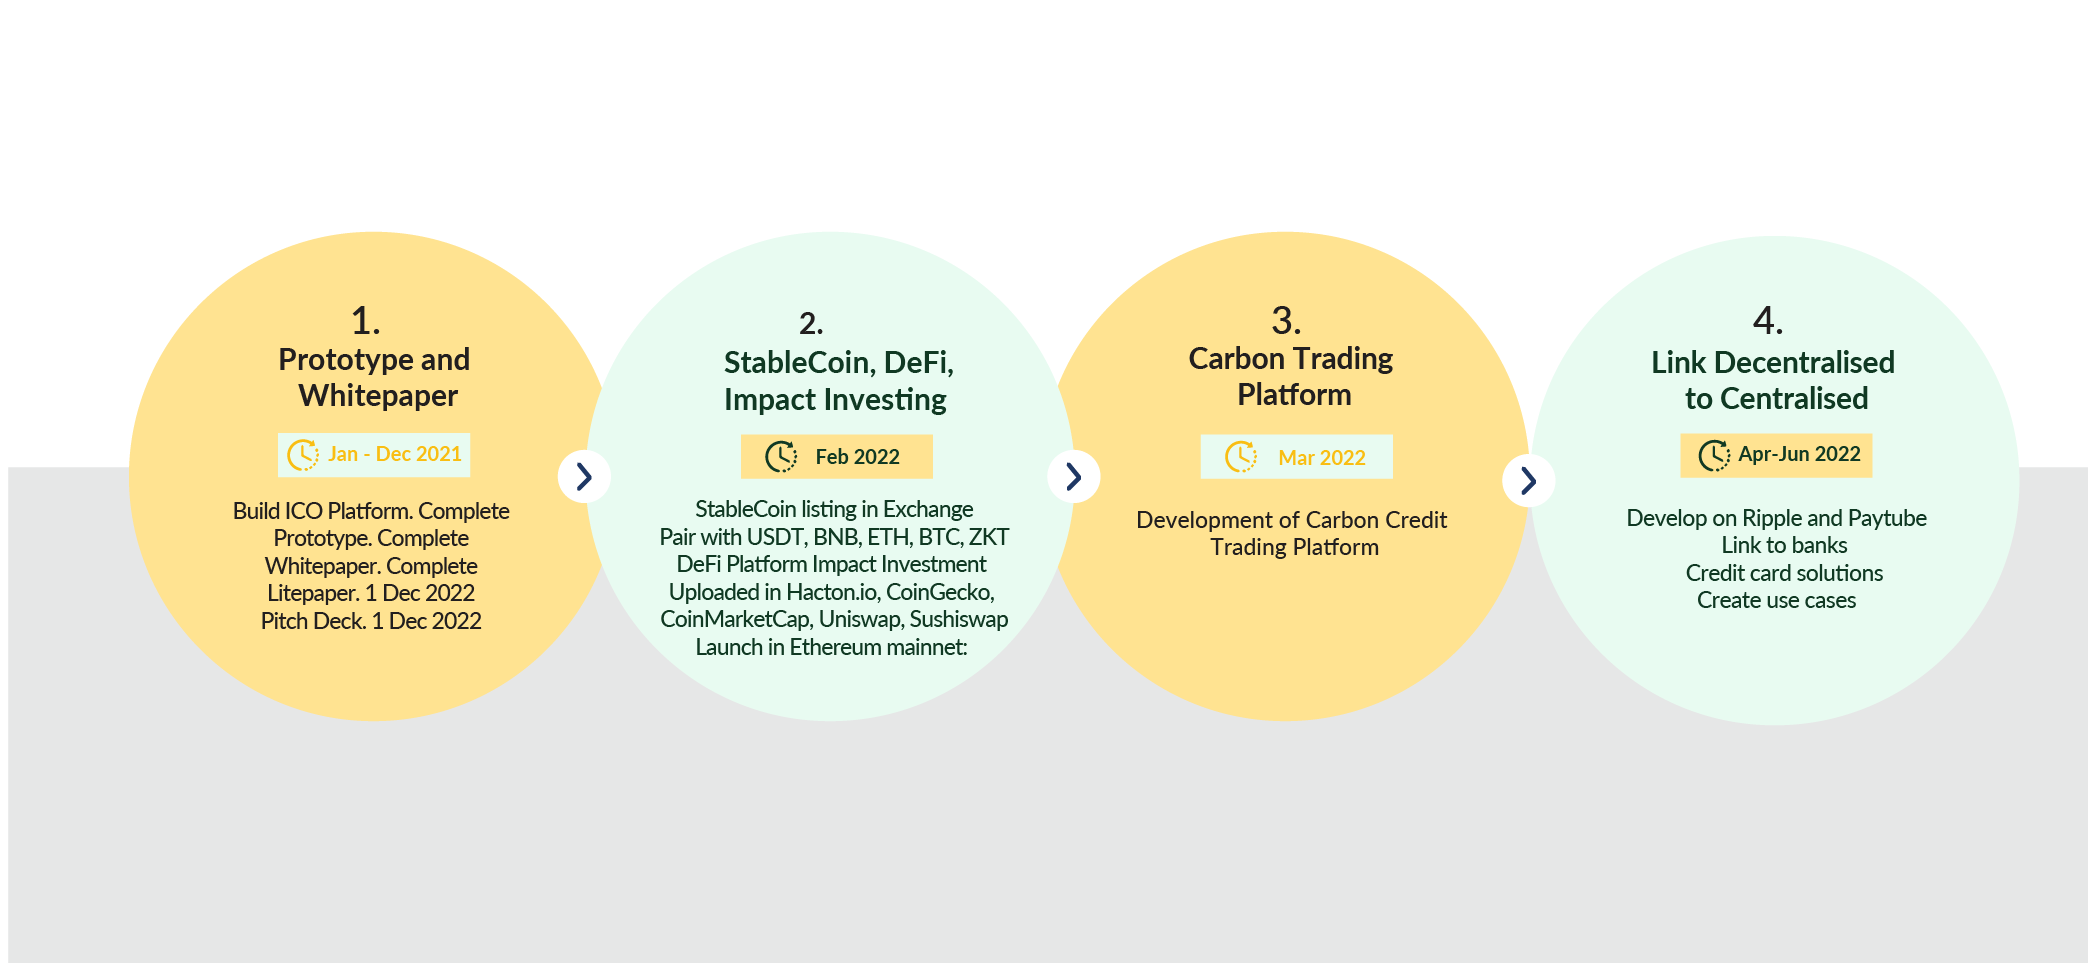 1.
Prototype and
Whitepaper
Jan - Dec 2021
Build ICO Platform. Complete
Prototype. Complete
Whitepaper. Complete
Litepaper. 1 Dec 2022
Pitch Deck. 1 Dec 2022
2.
StableCoin, DeFi,
Impact Investing
Feb 2022
StableCoin listing in Exchange
Pair with USDT, BNB, ETH, BTC, ZKT
DeFi Platform Impact Investment
Uploaded in Hacton.io, CoinGecko,
CoinMarketCap, Uniswap, Sushiswap
Launch in Ethereum mainnet:
3.
Carbon Trading
Platform
Mar 2022
Development of Carbon Credit
Trading Platform
4.
Link Decentralised
to Centralised
Apr-Jun 2022
Develop on Ripple and Paytube
Link to banks
Credit card solutions
Create use cases